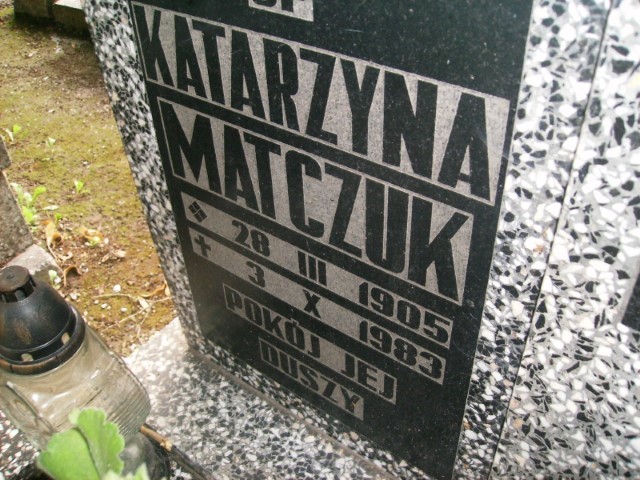 KATARZYNA
MATCZUK
28 III 1905
✝ 3 X 1983
POKÓJ JEJ
DUSZY